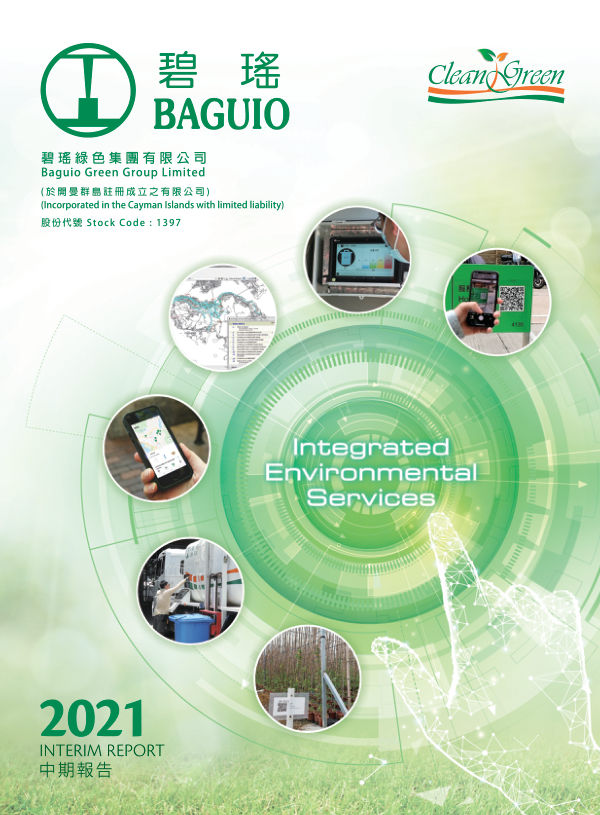 碧瑤
BAGUIO
Clean Green
碧瑤綠色集團有限公司
Baguio Green Group Limited
(於開曼群島註冊成立之有限公司)
(Incorporated in the Cayman Islands with limited liability)
股份代號 Stock Code : 1397
4135
Integrated
Environmental
Services
2021
INTERIM REPORT
中期報告